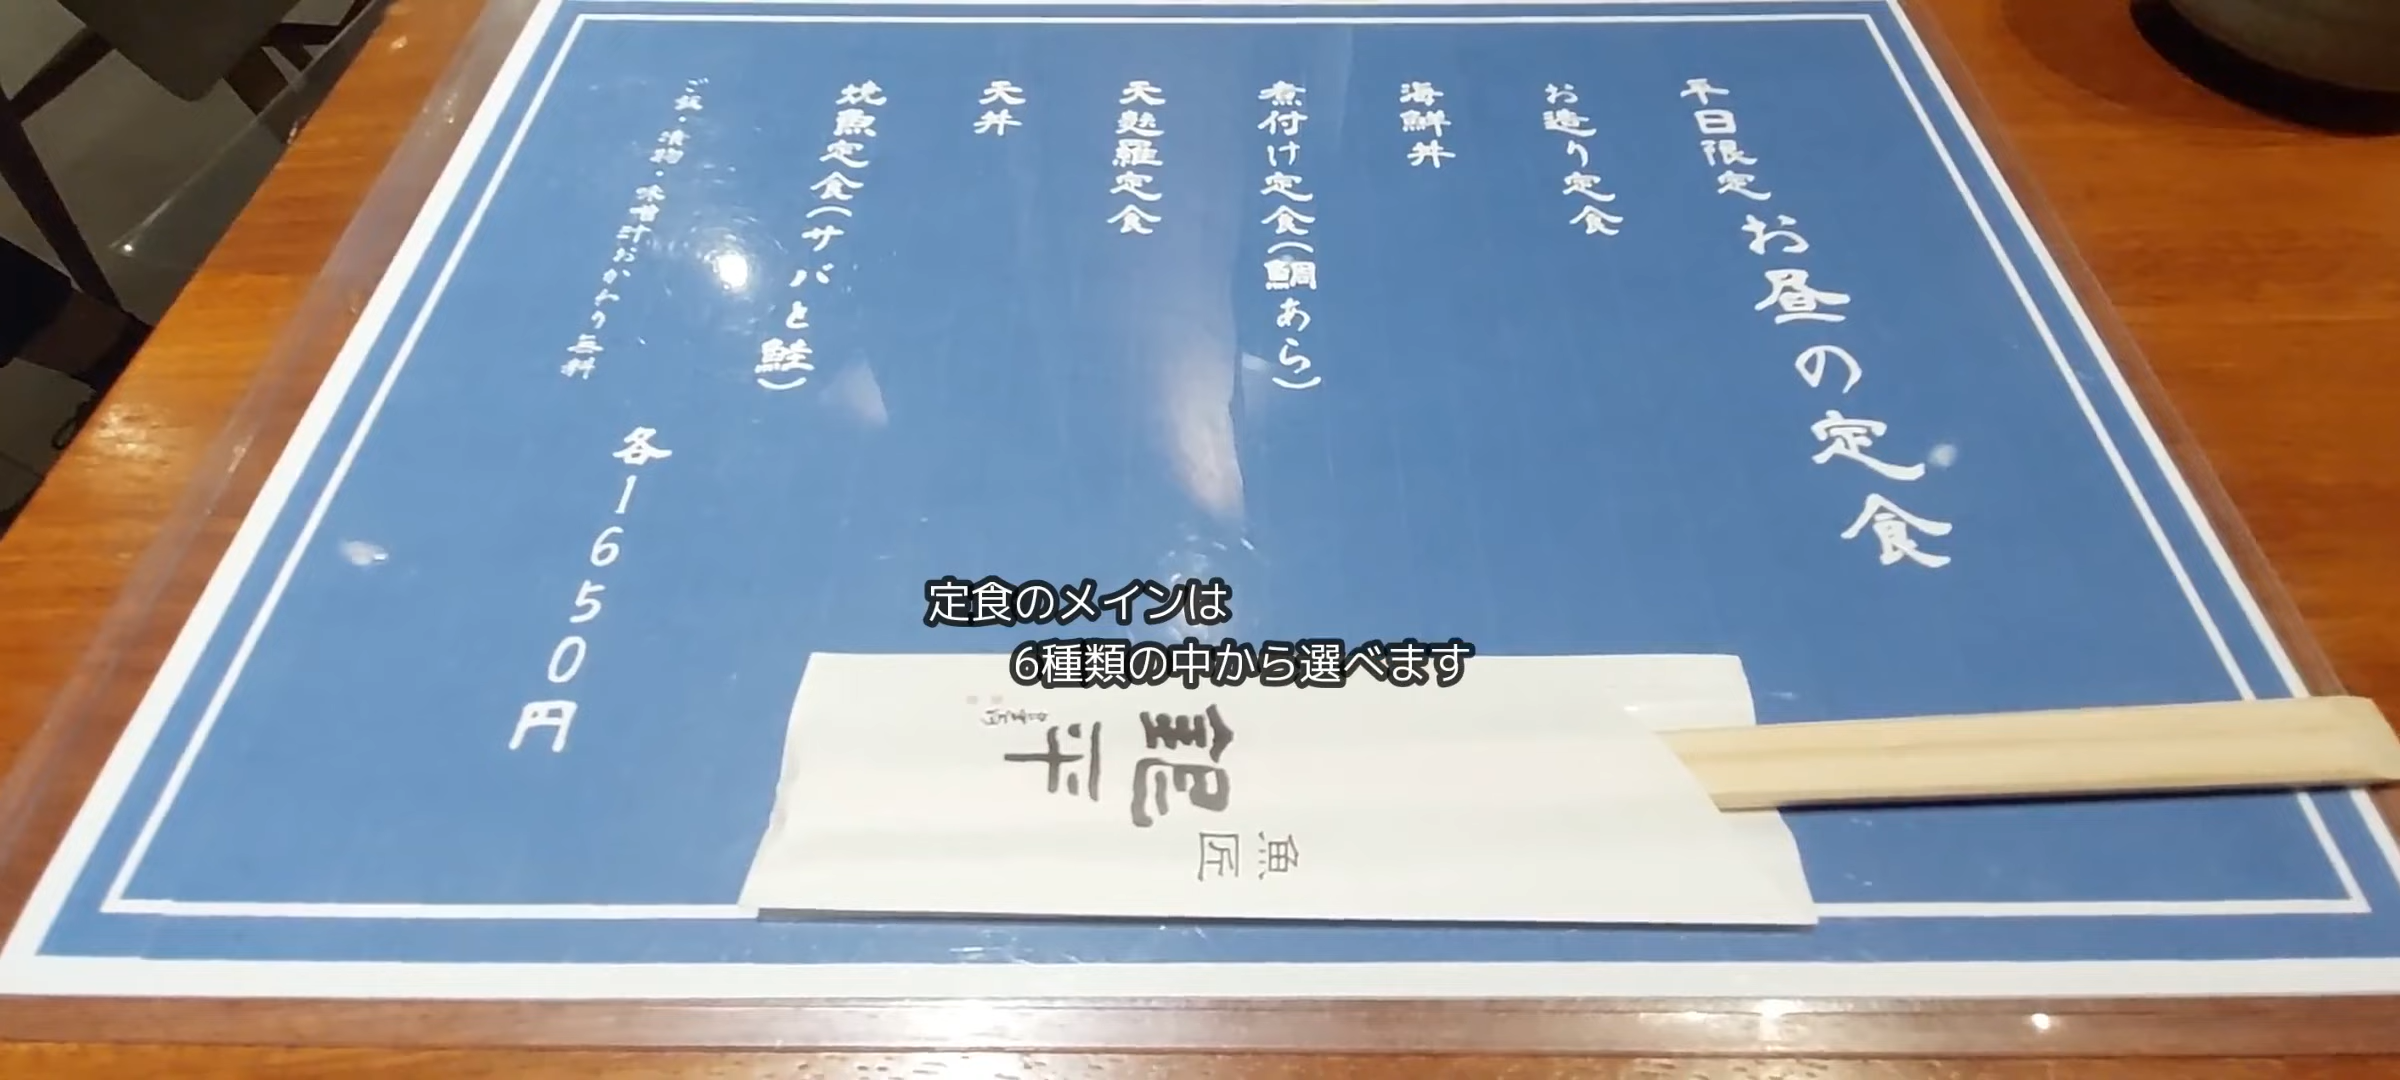 平日限定お昼の定食
お造り定食
海鮮丼
煮付け定食(鯛あら)
天麩羅定食
天丼
焼魚定食(サバと鮭)
ご飯・漬物・味噌汁おかわり無料
各1650円
定食のメインは
6種類の中から選べます
魚匠
平